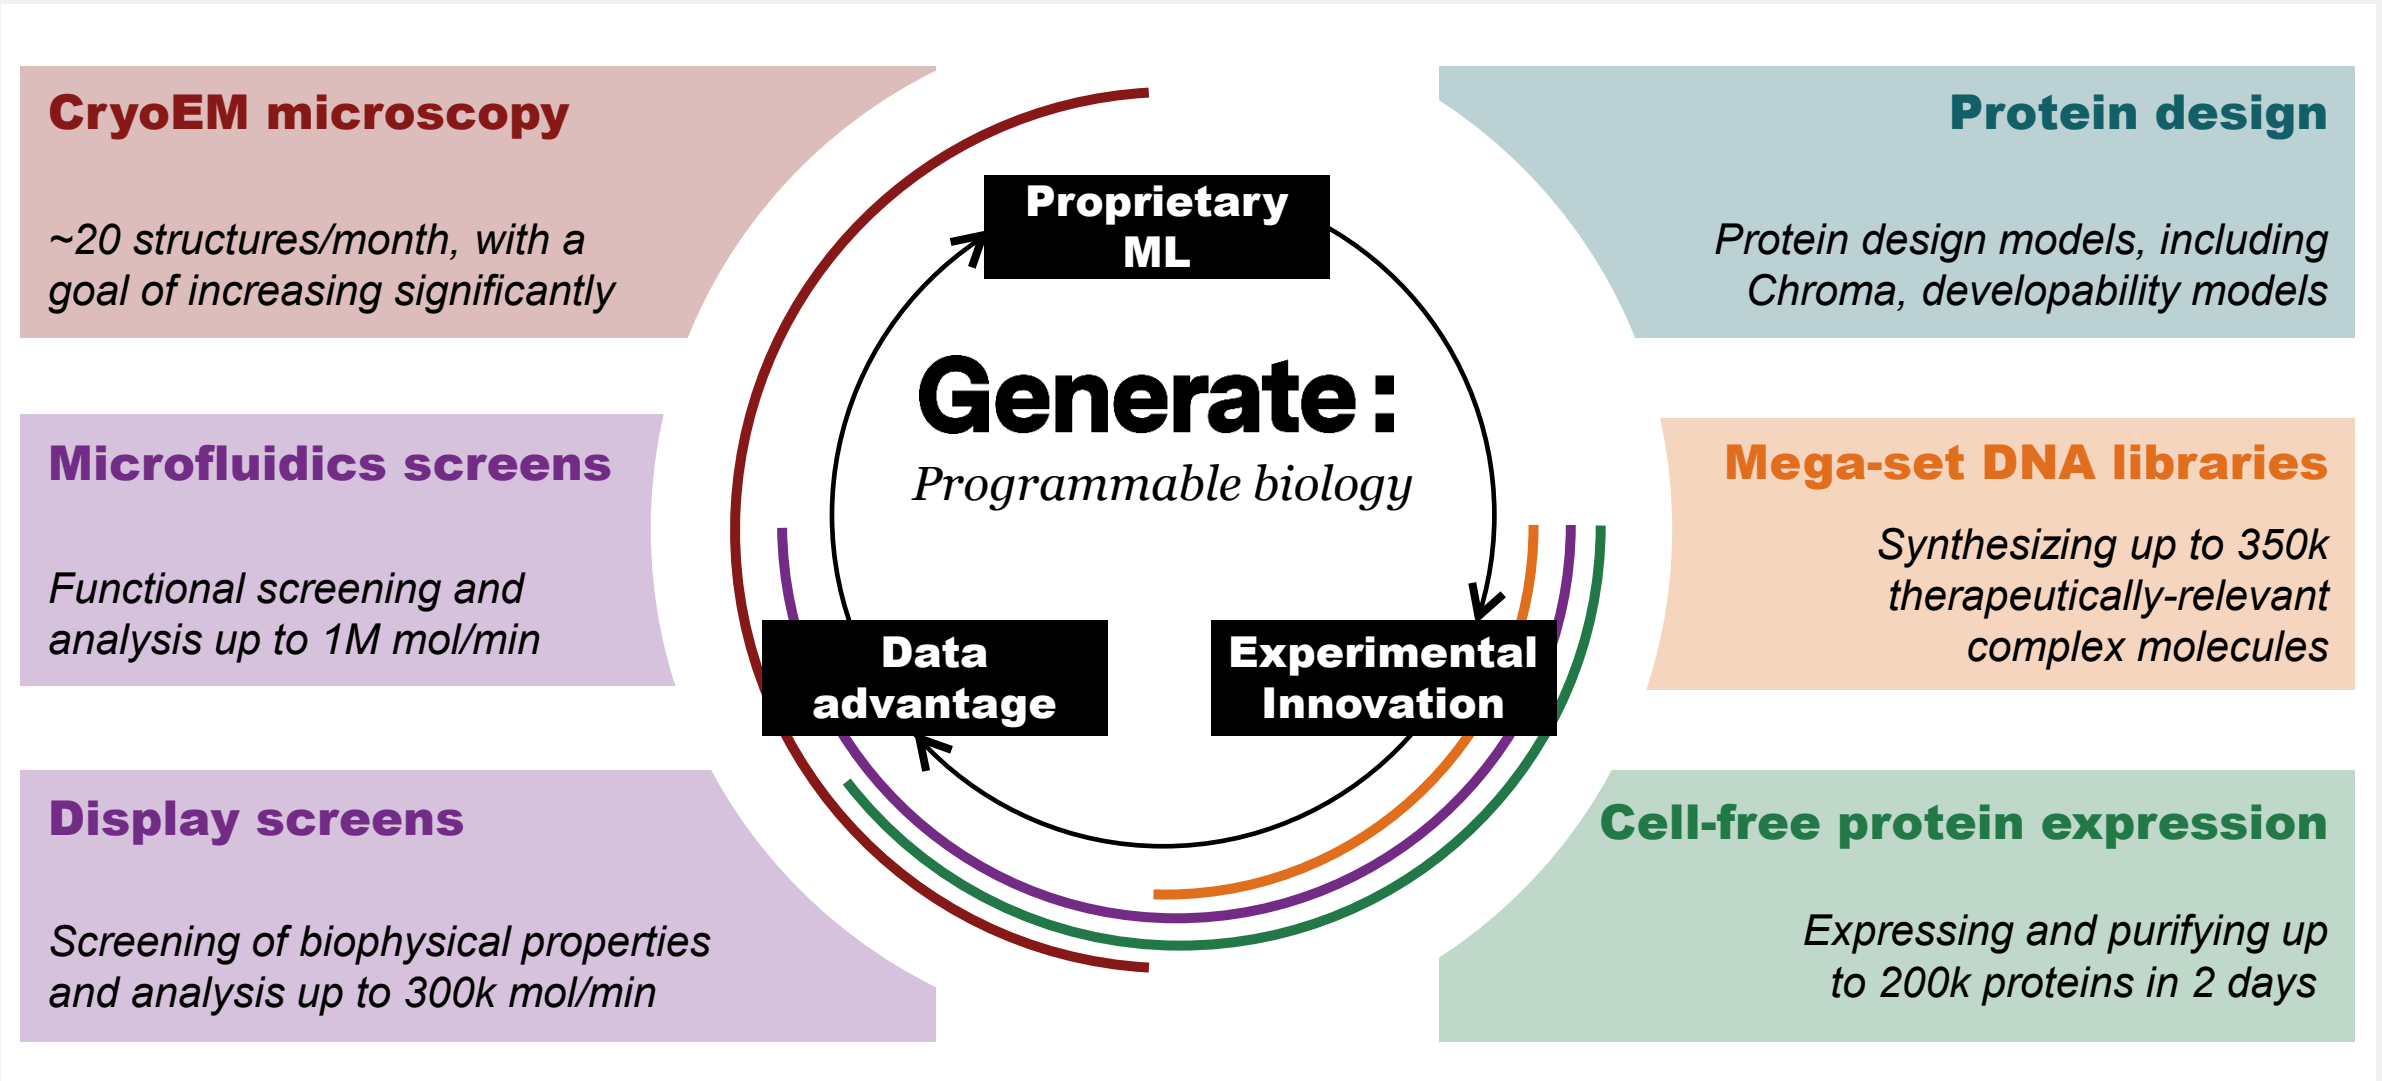 CryoEM microscopy
~20 structures/month, with a
goal of increasing significantly
Microfluidics screens
Functional screening and
analysis up to 1M mol/min
Display screens
Screening of biophysical properties
and analysis up to 300k mol/min
Proprietary
ML
Generate:
Programmable biology
Data
advantage
Experimental
Innovation
Protein design
Protein design models, including
Chroma, developability models
Mega-set DNA libraries
Synthesizing up to 350k
therapeutically-relevant
complex molecules
Cell-free protein expression
Expressing and purifying up
to 200k proteins in 2 days